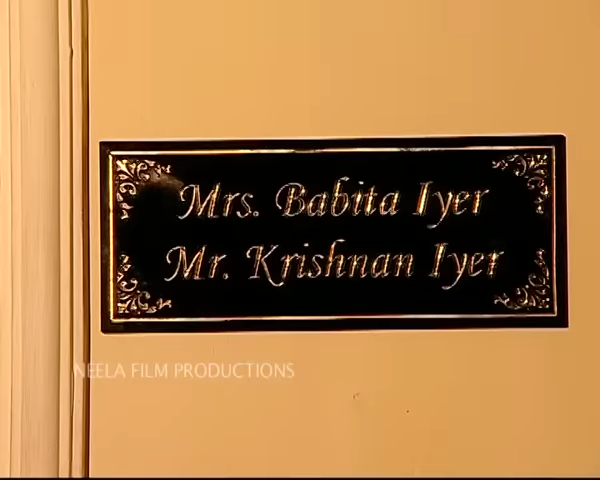 Mrs. Babita Iyer
Mr. Krishnan Iyer
NEELA FILM PRODUCTIONS